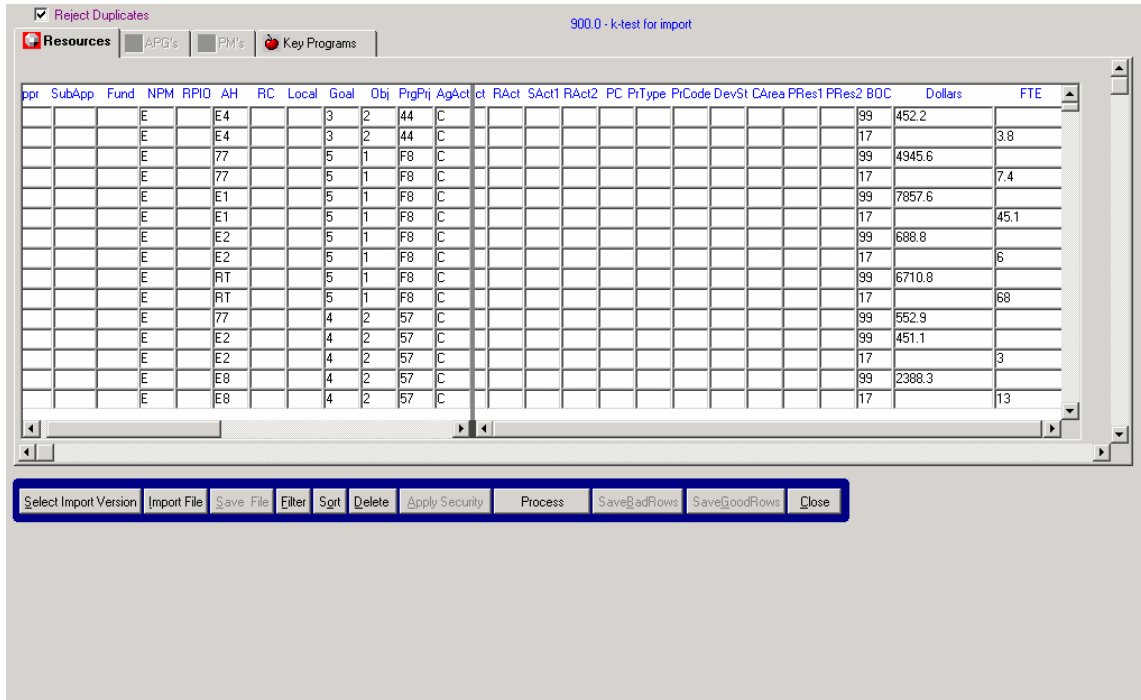 Reject Duplicates
900.0 - k-test for import
Resources APG's PM's Key Programs
ppr SubApp Fund NPM RPIO AH RC Local Goal Obj PrgPrj AgAct ct RAct SAct1 RAct2 PC PrType PrCode DevSt CArea PRes1 PRes2 BOC Dollars FTE
E E4 3 2 44 C 99 452.2
E E4 3 2 44 C 17 3.8
E 77 5 1 F8 C 99 4945.6
E 77 5 1 F8 C 17 7.4
E E1 5 1 F8 C 99 7857.6
E E1 5 1 F8 C 17 45.1
E E2 5 1 F8 C 99 688.8
E E2 5 1 F8 C 17 6
E RT 5 1 F8 C 99 6710.8
E RT 5 1 F8 C 17 68
E 77 4 2 57 C 99 552.9
E E2 4 2 57 C 99 451.1
E E2 4 2 57 C 17 3
E E8 4 2 57 C 99 2388.3
E E8 4 2 57 C 17 13
Select Import Version Import File Save File Filter Sort Delete Apply Security Process SaveBadRows SaveGoodRows Close